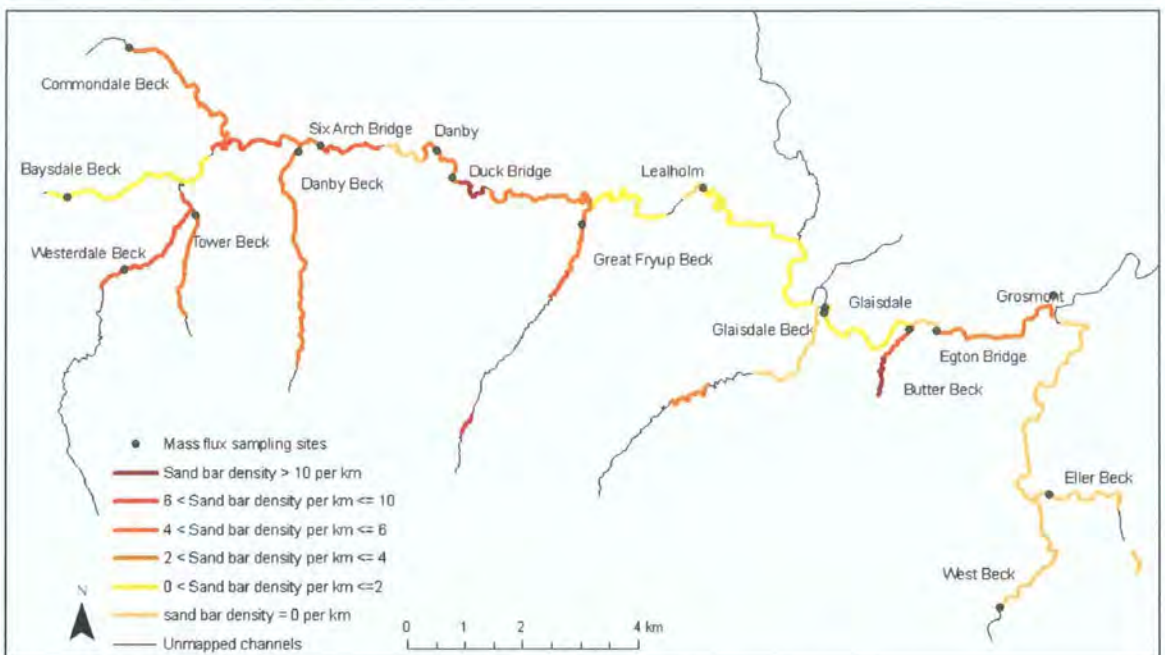 Commondale Beck
Six Arch Bridge
Danby
Baysdale Beck
Danby Beck
Duck Bridge
Lealholm
Westerdale Beck
Tower Beck
Great Fryup Beck
Glaisdale Beck
Glaisdale
Grosmont
Egton Bridge
Butter Beck
Eller Beck
West Beck
Mass flux sampling sites
Sand bar density > 10 per km
6 < Sand bar density per km <= 10
4 < Sand bar density per km <= 6
2 < Sand bar density per km <= 4
0 < Sand bar density per km <=2
sand bar density = 0 per km
Unmapped channels
N
0 2 4 km